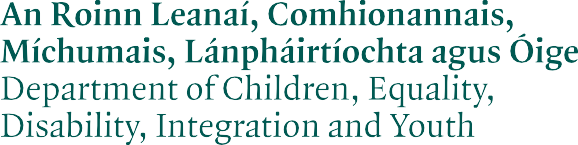 An Roinn Leanaí, Comhionannais,
Míchumais, Lánpháirtíochta agus Óige
Department of Children, Equality,
Disability, Integration and Youth